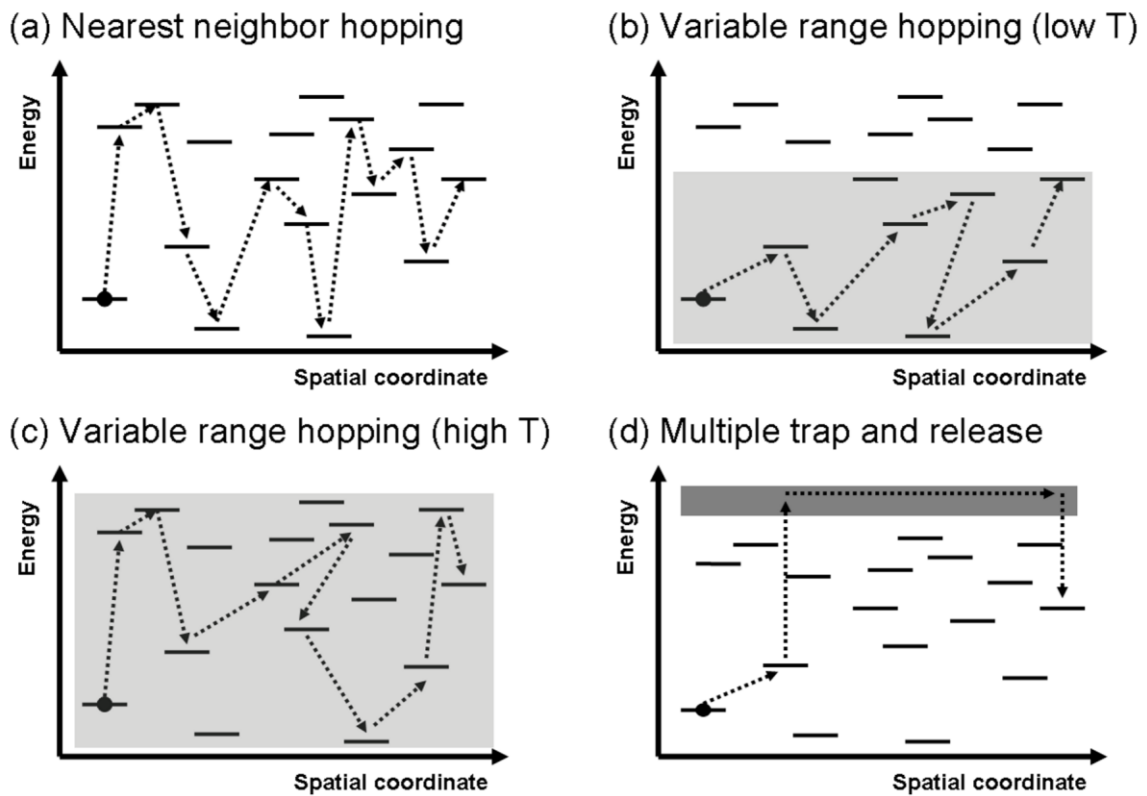 (a) Nearest neighbor hopping
(b) Variable range hopping (low T)
Energy
Energy
Spatial coordinate
Spatial coordinate
(c) Variable range hopping (high T)
(d) Multiple trap and release
Energy
Energy
Spatial coordinate
Spatial coordinate